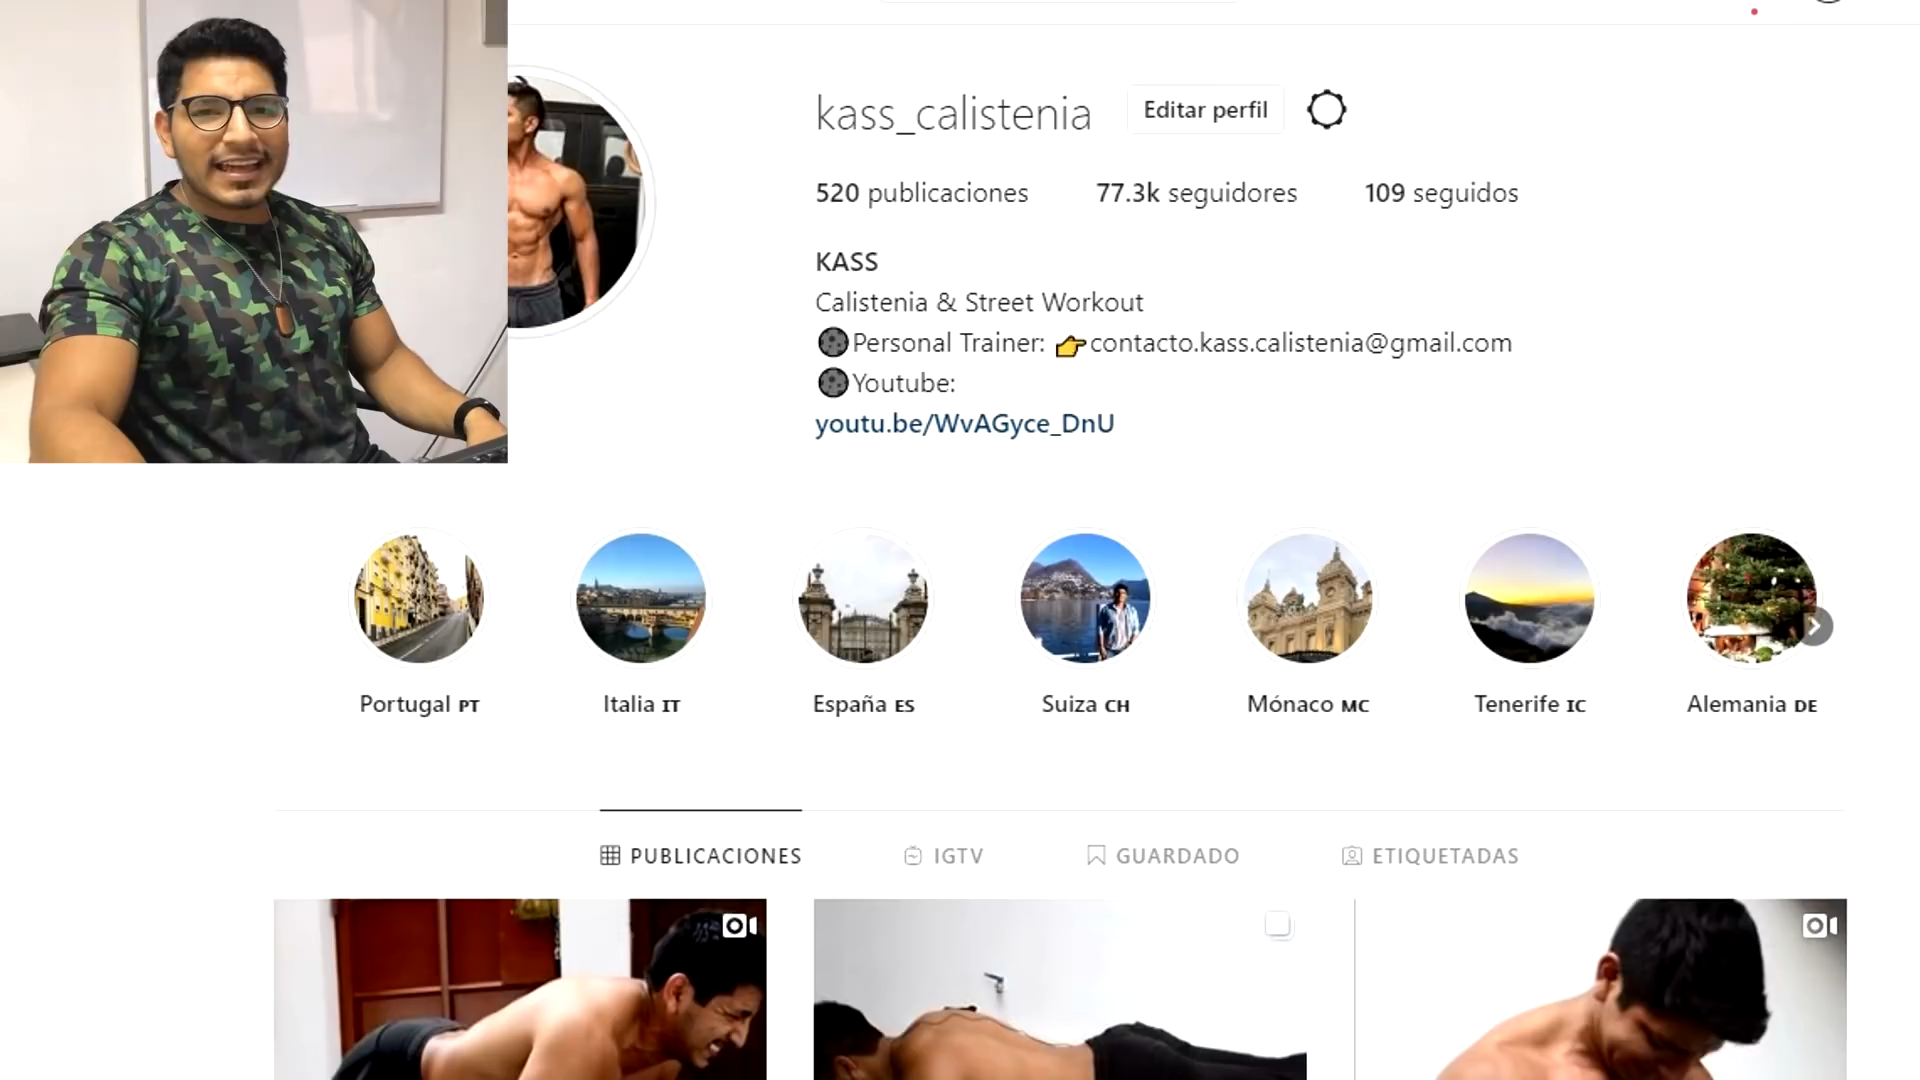 kass_calistenia Editar perfil
520 publicaciones 77.3k seguidores 109 seguidos
KASS
Calistenia & Street Workout
Personal Trainer: 👉contacto.kass.calistenia@gmail.com
Youtube:
youtu.be/WvAGyce_DnU
Portugal PT Italia IT España ES Suiza CH Mónaco MC Tenerife IC Alemania DE
PUBLICACIONES IGTV GUARDADO ETIQUETADAS